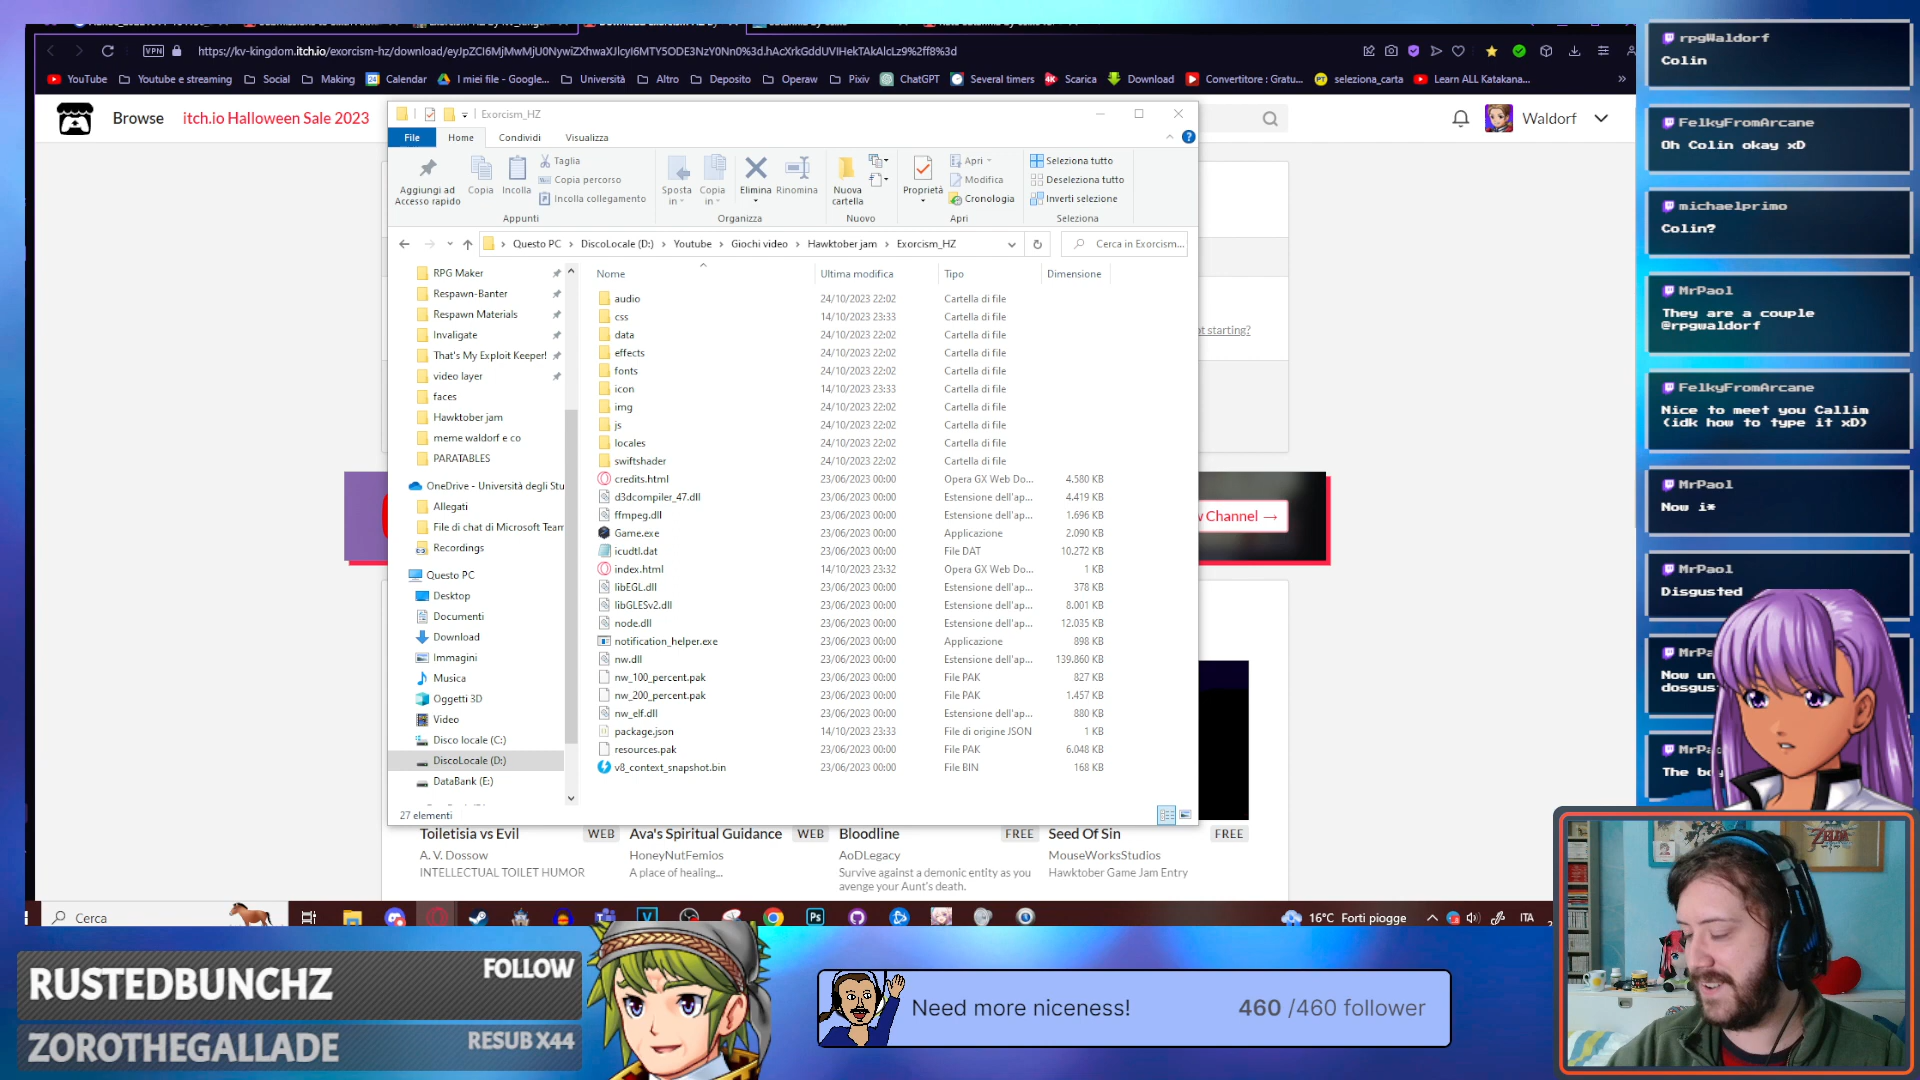 https://kv-kingdom.itch.io/exorcism-hz/download/eyJpZCI6MjMwMjU0NywiZXhwaXJlcyI6MTY5ODE3NzY0Nn0%3d.hAcXrkGddUVIHekTAkAlcLz9%2ff8%3d
VPN
YouTube
Youtube e streaming
Social
Making
Calendar
I miei file - Google...
Università
Altro
Deposito
Operaw
Pixiv
ChatGPT
Several timers
Scarica
Download
Convertitore : Gratu...
seleziona_carta
Learn ALL Katakana...
»
Browse
itch.io Halloween Sale 2023
Waldorf
Exorcism_HZ
File
Home
Condividi
Visualizza
Aggiungi ad
Accesso rapido
Copia
Incolla
Taglia
Copia percorso
Incolla collegamento
Appunti
Sposta
in
Copia
in
Elimina
Rinomina
Organizza
Nuova
cartella
Nuovo
Proprietà
Apri
Modifica
Cronologia
Apri
Seleziona tutto
Deseleziona tutto
Inverti selezione
Seleziona
Questo PC
DiscoLocale (D:)
Youtube
Giochi video
Hawktober jam
Exorcism_HZ
Cerca in Exorcism...
RPG Maker
Respawn-Banter
Respawn Materials
Invaligate
That's My Exploit Keeper!
video layer
faces
Hawktober jam
meme waldorf e co
PARATABLES
OneDrive - Università degli Stu
Allegati
File di chat di Microsoft Team
Recordings
Questo PC
Desktop
Documenti
Download
Immagini
Musica
Oggetti 3D
Video
Disco locale (C:)
DiscoLocale (D:)
DataBank (E:)
Nome Ultima modifica Tipo Dimensione
audio 24/10/2023 22:02 Cartella di file
css 14/10/2023 23:33 Cartella di file
data 24/10/2023 22:02 Cartella di file
effects 24/10/2023 22:02 Cartella di file
fonts 24/10/2023 22:02 Cartella di file
icon 14/10/2023 23:33 Cartella di file
img 24/10/2023 22:02 Cartella di file
js 24/10/2023 22:02 Cartella di file
locales 24/10/2023 22:02 Cartella di file
swiftshader 24/10/2023 22:02 Cartella di file
credits.html 23/06/2023 00:00 Opera GX Web Do... 4.580 KB
d3dcompiler_47.dll 23/06/2023 00:00 Estensione dell'ap... 4.419 KB
ffmpeg.dll 23/06/2023 00:00 Estensione dell'ap... 1.696 KB
Game.exe 23/06/2023 00:00 Applicazione 2.090 KB
icudtl.dat 23/06/2023 00:00 File DAT 10.272 KB
index.html 14/10/2023 23:32 Opera GX Web Do... 1 KB
libEGL.dll 23/06/2023 00:00 Estensione dell'ap... 378 KB
libGLESv2.dll 23/06/2023 00:00 Estensione dell'ap... 8.001 KB
node.dll 23/06/2023 00:00 Estensione dell'ap... 12.035 KB
notification_helper.exe 23/06/2023 00:00 Applicazione 898 KB
nw.dll 23/06/2023 00:00 Estensione dell'ap... 139.860 KB
nw_100_percent.pak 23/06/2023 00:00 File PAK 827 KB
nw_200_percent.pak 23/06/2023 00:00 File PAK 1.457 KB
nw_elf.dll 23/06/2023 00:00 Estensione dell'ap... 880 KB
package.json 14/10/2023 23:33 File di origine JSON 1 KB
resources.pak 23/06/2023 00:00 File PAK 6.048 KB
v8_context_snapshot.bin 23/06/2023 00:00 File BIN 168 KB
27 elementi
starting?
Channel →
Toiletisia vs Evil WEB
A. V. Dossow
INTELLECTUAL TOILET HUMOR
Ava's Spiritual Guidance WEB
HoneyNutFemios
A place of healing...
Bloodline FREE
AoDLegacy
Survive against a demonic entity as you
avenge your Aunt's death.
Seed Of Sin FREE
MouseWorksStudios
Hawktober Game Jam Entry
Cerca
16°C Forti piogge
ITA
rpgWaldorf
Colin
FelkyFromArcane
Oh Colin okay xD
michaelprimo
Colin?
MrPaol
They are a couple
@rpgwaldorf
FelkyFromArcane
Nice to meet you Callim
(idk how to type it xD)
MrPaol
Now i*
MrPaol
Disgusted
MrPa
Now un
dosgus
MrPa
The bo
RUSTEDBUNCHZ
FOLLOW
ZOROTHEGALLADE
RESUB X44
Need more niceness!
460 /460 follower
ZELDA